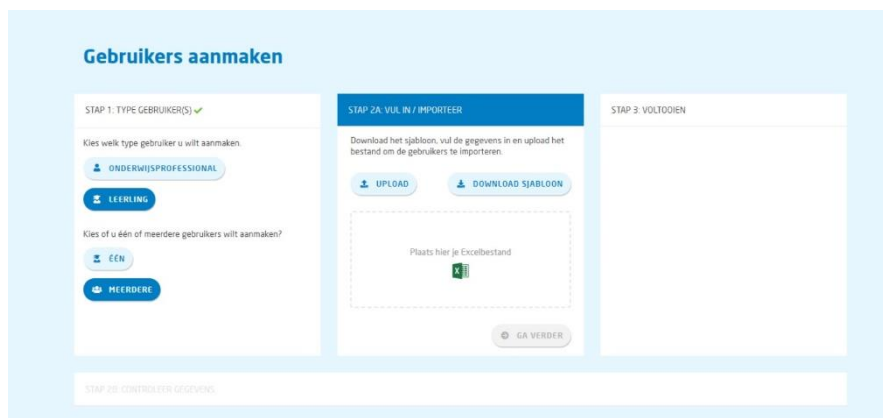 Gebruikers aanmaken
STAP 1: TYPE GEBRUIKER(S)
Kies welk type gebruiker u wilt aanmaken.
ONDERWIJSPROFESSIONAL
LEERLING
Kies of u één of meerdere gebruikers wilt aanmaken?
ÉÉN
MEERDERE
STAP 2A: VUL IN / IMPORTEER
Download het sjabloon, vul de gegevens in en upload het
bestand om de gebruikers te importeren.
UPLOAD
DOWNLOAD SJABLOON
Plaats hier je Excelbestand
GA VERDER
STAP 3: VOLTOOIEN
STAP 2B: CONTROLEER GEGEVENS